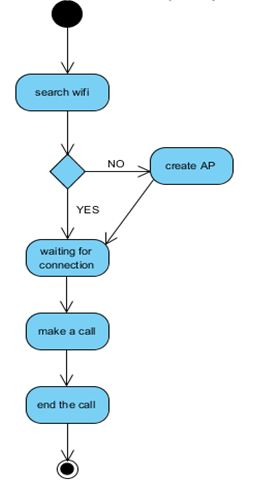 search wifi
NO
create AP
YES
waiting for
connection
make a call
end the call